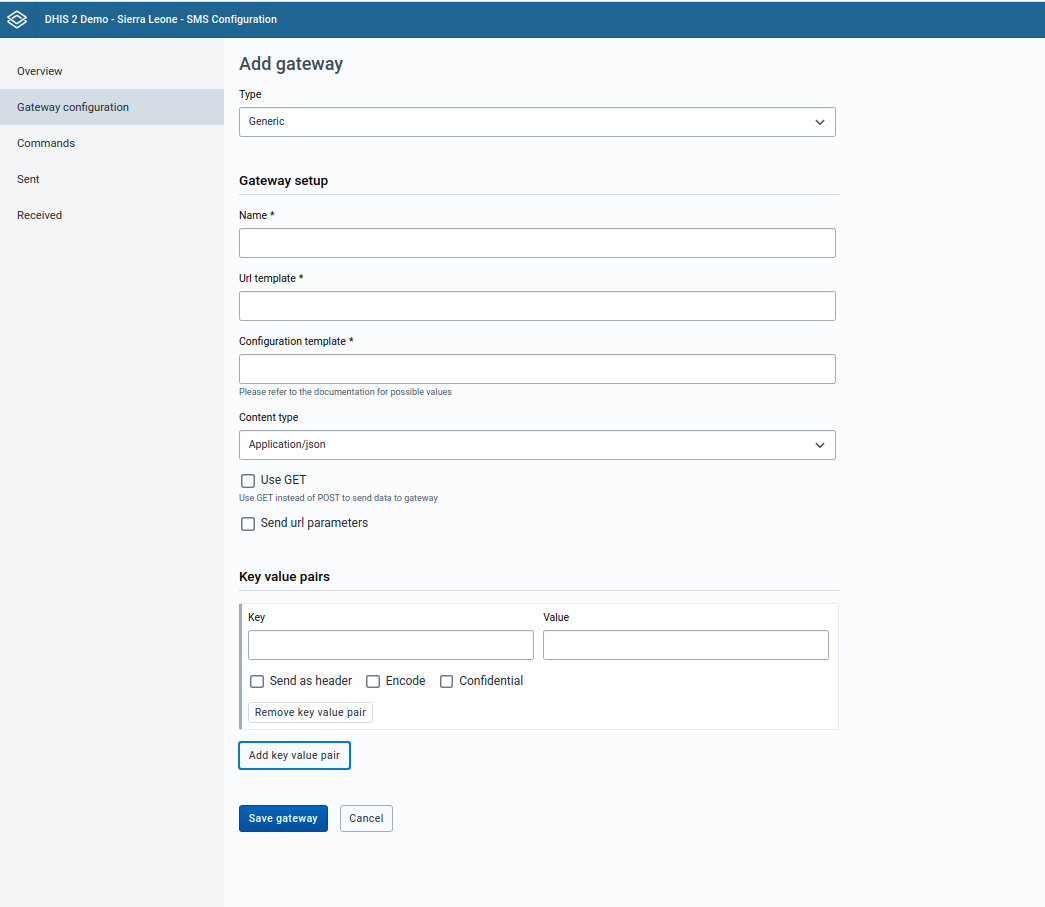 DHIS 2 Demo - Sierra Leone - SMS Configuration
Overview
Gateway configuration
Commands
Sent
Received
Add gateway
Type
Generic
Gateway setup
Name *
Url template *
Configuration template *
Please refer to the documentation for possible values
Content type
Application/json
Use GET
Use GET instead of POST to send data to gateway
Send url parameters
Key value pairs
Key Value
Send as header Encode Confidential
Remove key value pair
Add key value pair
Save gateway Cancel